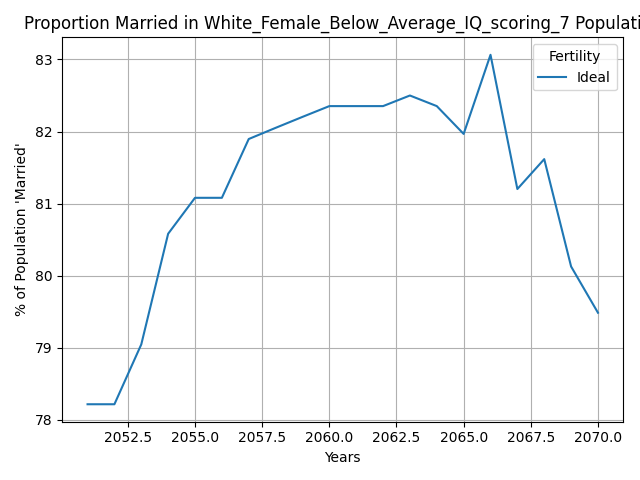 Proportion Married in White_Female_Below_Average_IQ_scoring_7 Populati
Fertility
Ideal
% of Population 'Married'
83
82
81
80
79
78
2052.5 2055.0 2057.5 2060.0 2062.5 2065.0 2067.5 2070.0
Years